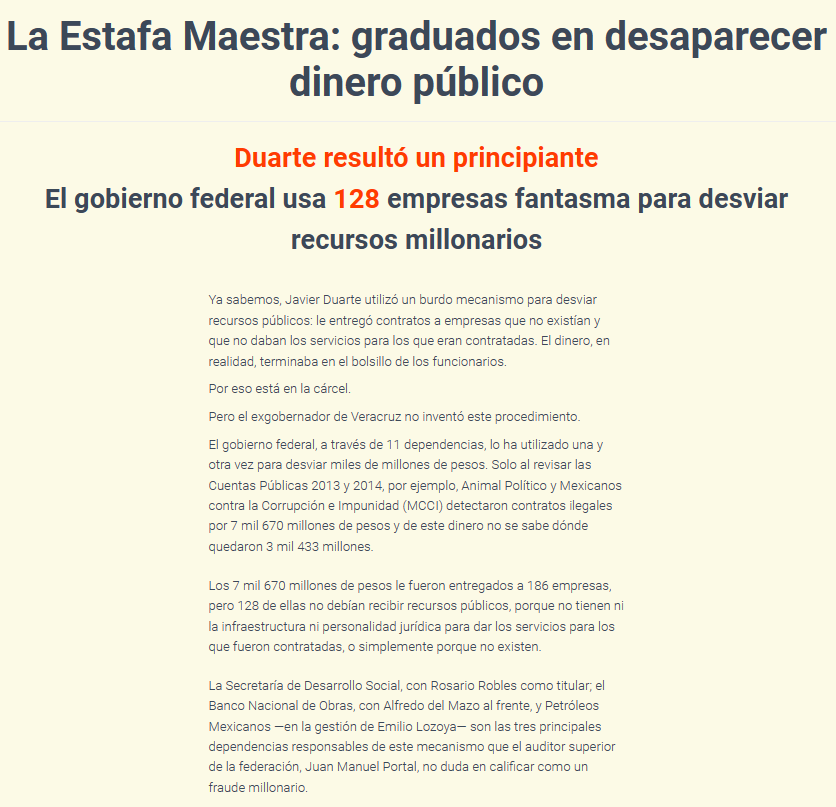 La Estafa Maestra: graduados en desaparecer
dinero público
Duarte resultó un principiante
El gobierno federal usa 128 empresas fantasma para desviar
recursos millonarios
Ya sabemos, Javier Duarte utilizó un burdo mecanismo para desviar
recursos públicos: le entregó contratos a empresas que no existían y
que no daban los servicios para los que eran contratadas. El dinero, en
realidad, terminaba en el bolsillo de los funcionarios.
Por eso está en la cárcel.
Pero el exgobernador de Veracruz no inventó este procedimiento.
El gobierno federal, a través de 11 dependencias, lo ha utilizado una y
otra vez para desviar miles de millones de pesos. Solo al revisar las
Cuentas Públicas 2013 y 2014, por ejemplo, Animal Político y Mexicanos
contra la Corrupción e Impunidad (MCCI) detectaron contratos ilegales
por 7 mil 670 millones de pesos y de este dinero no se sabe dónde
quedaron 3 mil 433 millones.
Los 7 mil 670 millones de pesos le fueron entregados a 186 empresas,
pero 128 de ellas no debían recibir recursos públicos, porque no tienen ni
la infraestructura ni personalidad jurídica para dar los servicios para los
que fueron contratadas, o simplemente porque no existen.
La Secretaría de Desarrollo Social, con Rosario Robles como titular; el
Banco Nacional de Obras, con Alfredo del Mazo al frente, y Petróleos
Mexicanos —en la gestión de Emilio Lozoya— son las tres principales
dependencias responsables de este mecanismo que el auditor superior
de la federación, Juan Manuel Portal, no duda en calificar como un
fraude millonario.